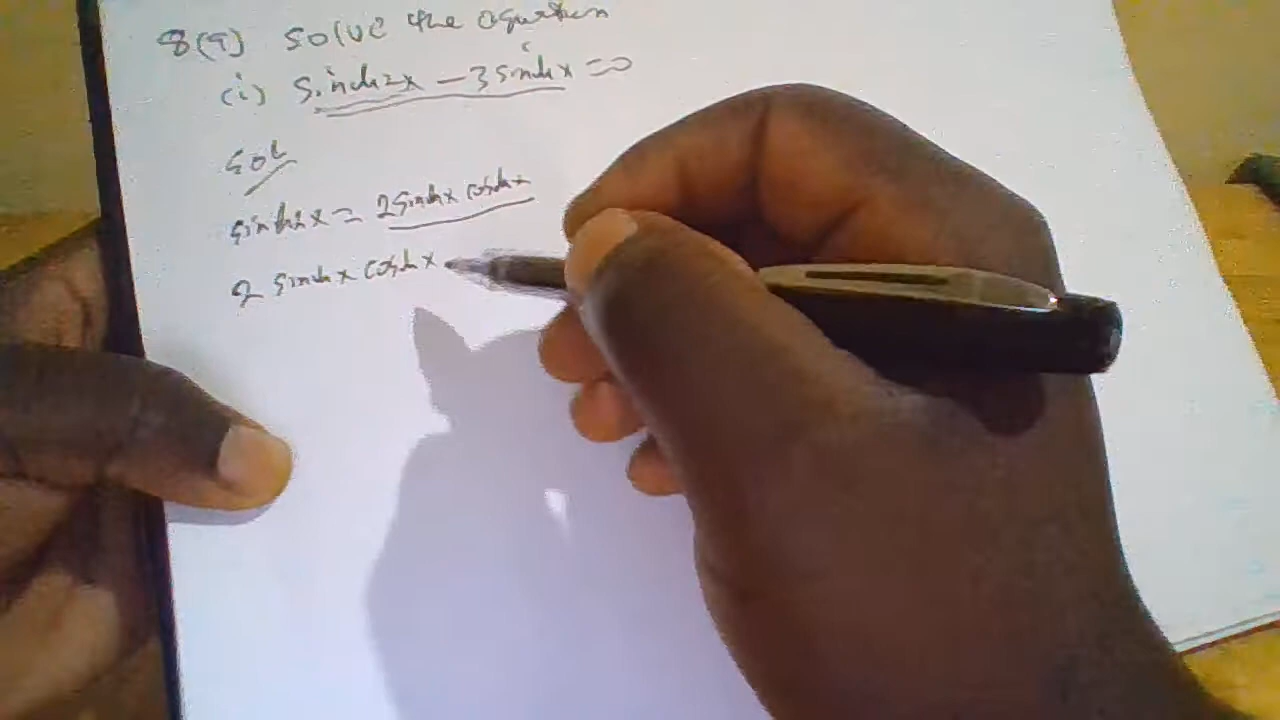 8(a) Solve the equation
(i) sinh2x - 3sinhx = 0
Sol
sinh2x = 2sinhx coshx
2 sinhx coshx